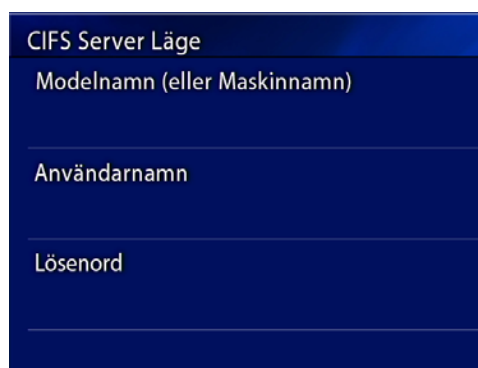 CIFS Server Läge
Modelnamn (eller Maskinnamn)
Användarnamn
Lösenord